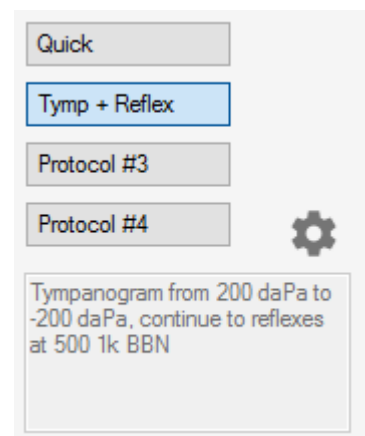 Quick
Tymp + Reflex
Protocol #3
Protocol #4
Tympanogram from 200 daPa to
-200 daPa, continue to reflexes
at 500 1k BBN